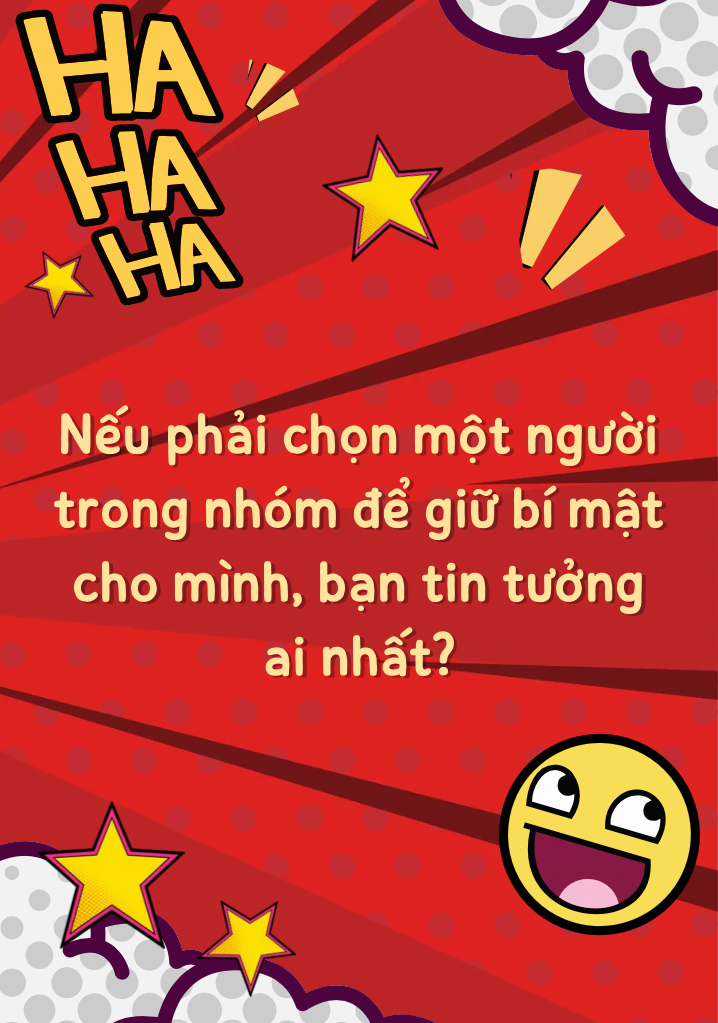 HA
HA
HA
Nếu phải chọn một người
trong nhóm để giữ bí mật
cho mình, bạn tin tưởng
ai nhất?